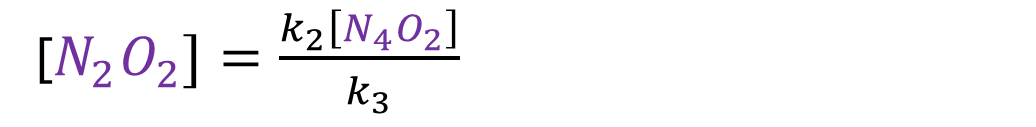 [N₂O₂] = k₂[N₄O₂] / k₃